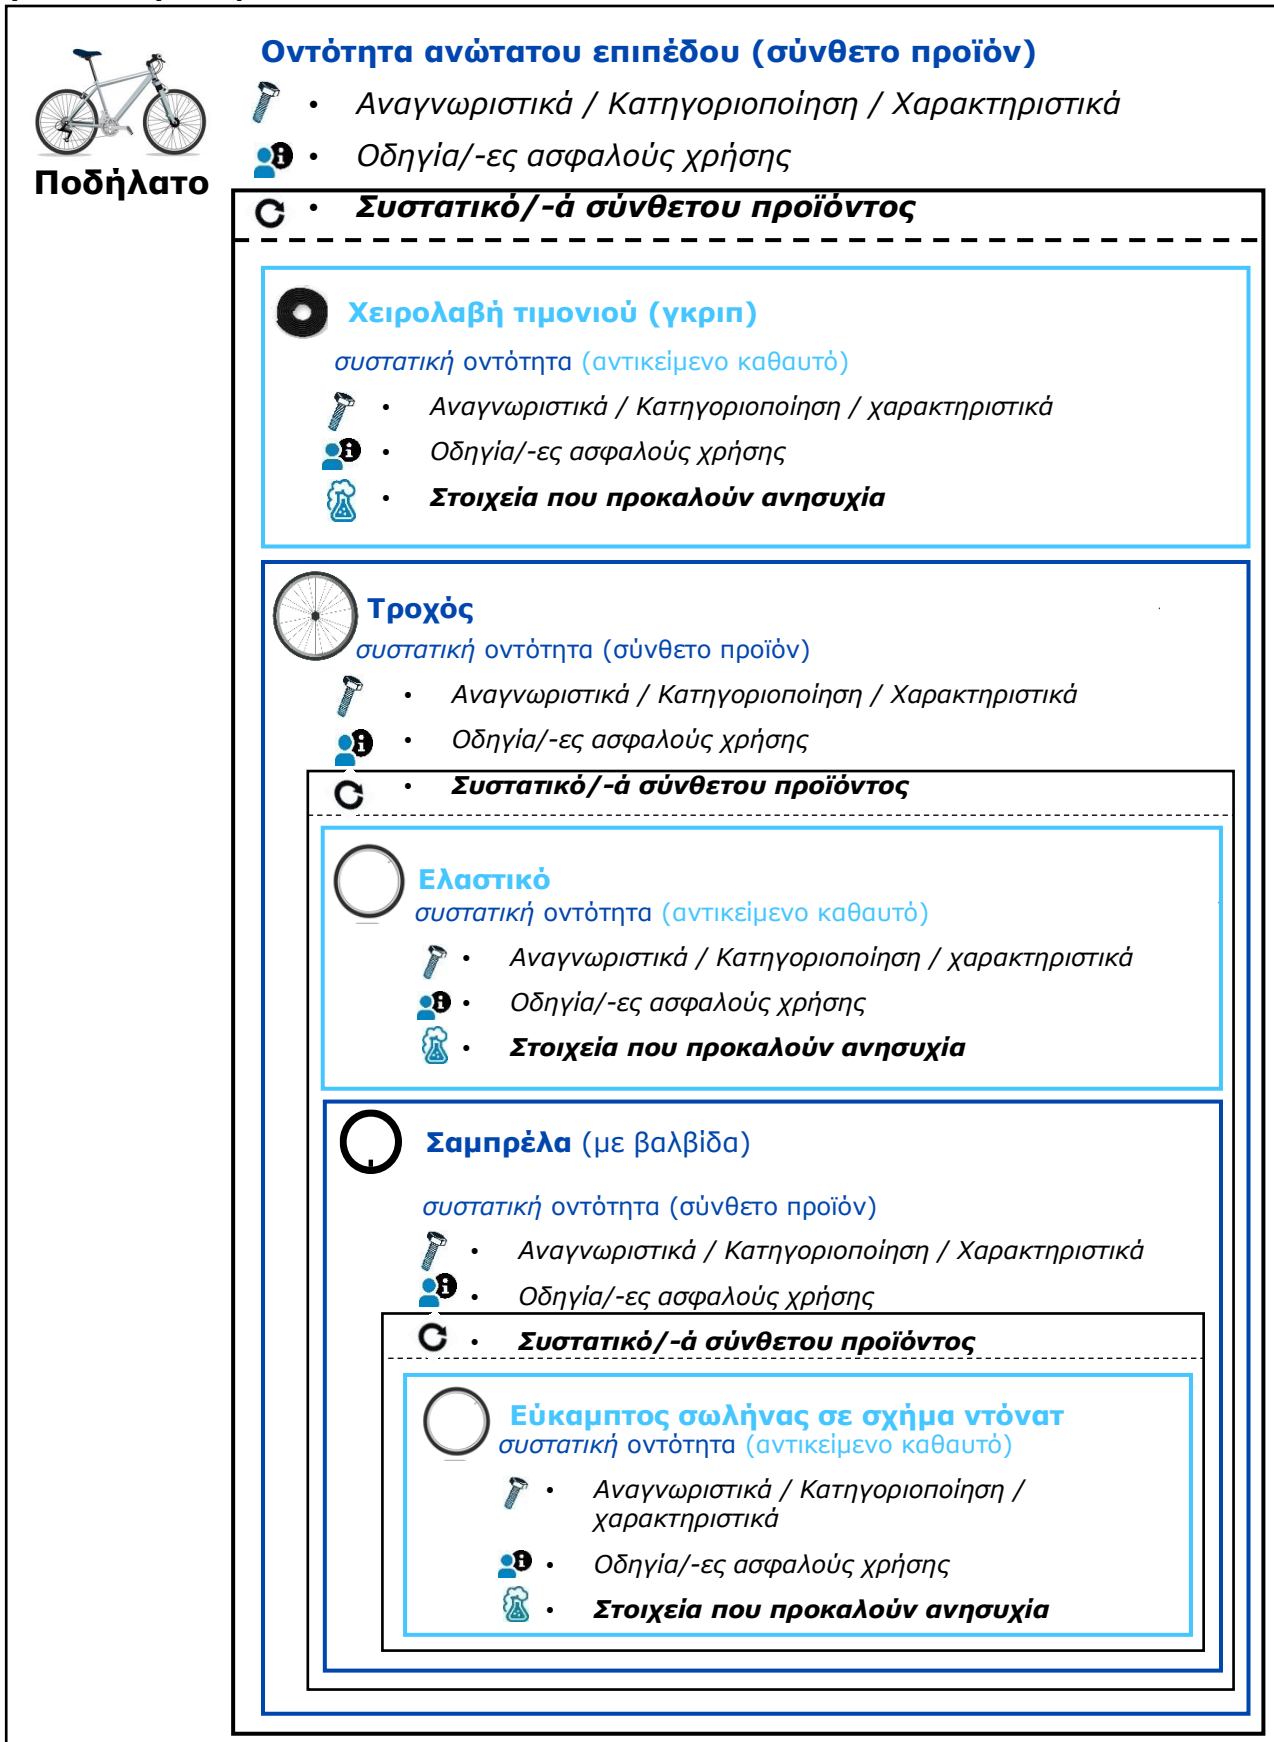 Οντότητα ανώτατου επιπέδου (σύνθετο προϊόν)
• Αναγνωριστικά / Κατηγοριοποίηση / Χαρακτηριστικά
• Οδηγία/-ες ασφαλούς χρήσης
Ποδήλατο
• Συστατικό/-ά σύνθετου προϊόντος
Χειρολαβή τιμονιού (γκριπ)
συστατική οντότητα (αντικείμενο καθαυτό)
• Αναγνωριστικά / Κατηγοριοποίηση / χαρακτηριστικά
• Οδηγία/-ες ασφαλούς χρήσης
• Στοιχεία που προκαλούν ανησυχία
Τροχός
συστατική οντότητα (σύνθετο προϊόν)
• Αναγνωριστικά / Κατηγοριοποίηση / Χαρακτηριστικά
• Οδηγία/-ες ασφαλούς χρήσης
• Συστατικό/-ά σύνθετου προϊόντος
Ελαστικό
συστατική οντότητα (αντικείμενο καθαυτό)
• Αναγνωριστικά / Κατηγοριοποίηση / χαρακτηριστικά
• Οδηγία/-ες ασφαλούς χρήσης
• Στοιχεία που προκαλούν ανησυχία
Σαμπρέλα (με βαλβίδα)
συστατική οντότητα (σύνθετο προϊόν)
• Αναγνωριστικά / Κατηγοριοποίηση / Χαρακτηριστικά
• Οδηγία/-ες ασφαλούς χρήσης
• Συστατικό/-ά σύνθετου προϊόντος
Εύκαμπτος σωλήνας σε σχήμα ντόνατ
συστατική οντότητα (αντικείμενο καθαυτό)
• Αναγνωριστικά / Κατηγοριοποίηση /
χαρακτηριστικά
• Οδηγία/-ες ασφαλούς χρήσης
• Στοιχεία που προκαλούν ανησυχία